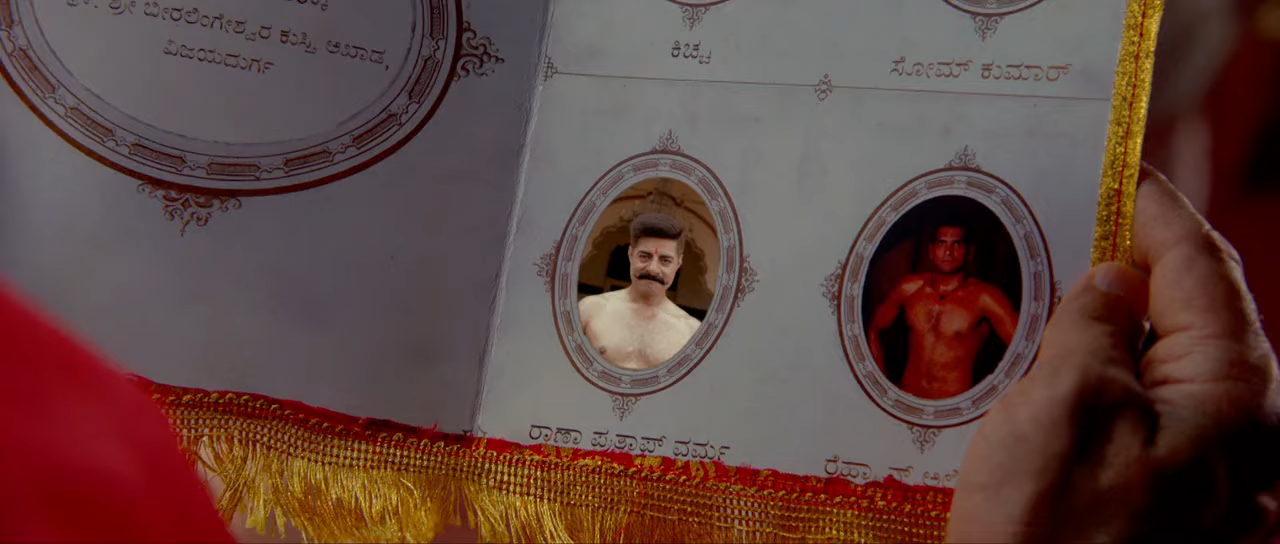 ಶ್ರೀ ಬೀರಲಿಂಗೇಶ್ವರ ಕುಸ್ತಿ ಅಖಾಡ,
ವಿಜಯದುರ್ಗ
ಕಿಚ್ಚ
ಸೋಮ್ ಕುಮಾರ್
ರಾಣಾ ಪ್ರತಾಪ್ ವರ್ಮ